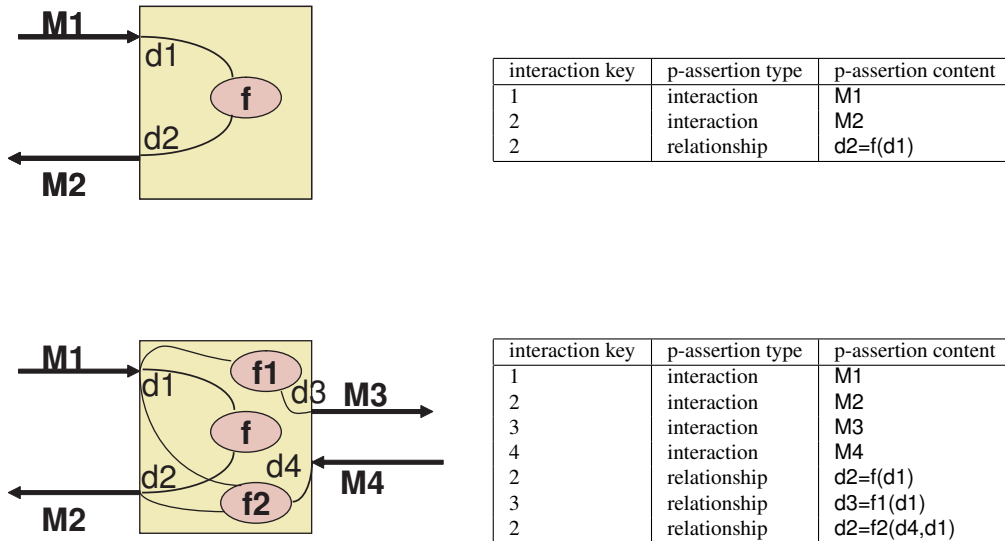 M1
d1
f
d2
M2
interaction key p-assertion type p-assertion content
1 interaction M1
2 interaction M2
2 relationship d2=f(d1)
M1
d1
f1
d3
M3
f
d2
d4
M4
M2
f2
interaction key p-assertion type p-assertion content
1 interaction M1
2 interaction M2
3 interaction M3
4 interaction M4
2 relationship d2=f(d1)
3 relationship d3=f1(d1)
2 relationship d2=f2(d4,d1)